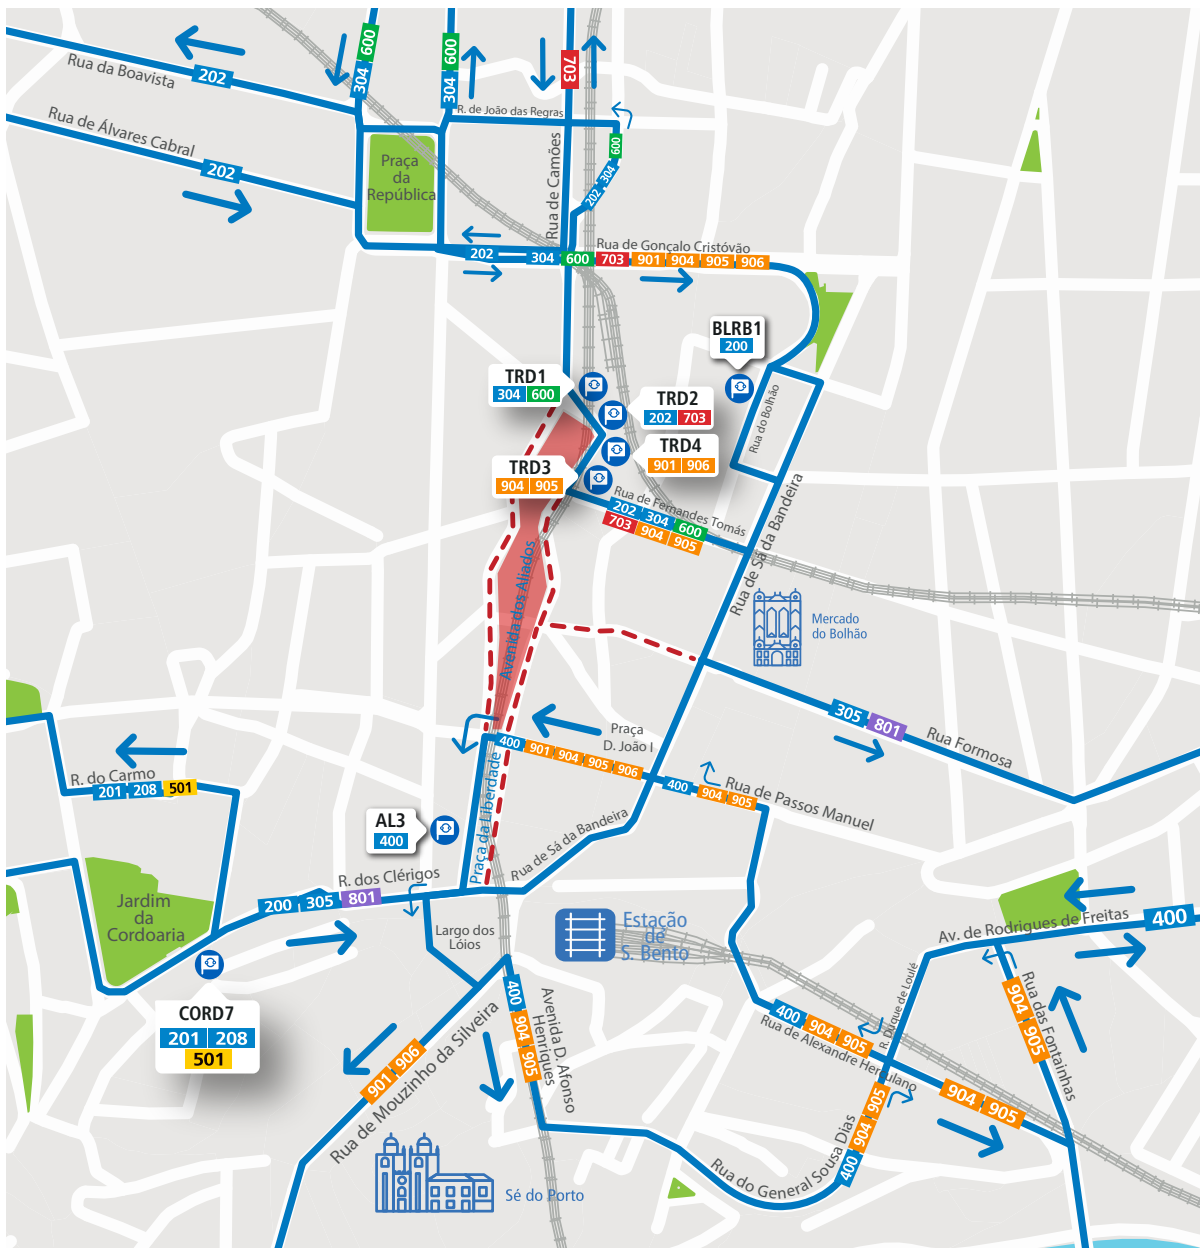 600
304
600
304
703
Rua da Boavista
202
R. de João das Regras
Rua de Álvares Cabral
202
Praça
da
República
Rua de Camões
600
304
202
Rua de Gonçalo Cristóvão
202
304 600 703 901 904 905 906
BLRB1
200
TRD1
304 600
TRD2
202 703
Rua do Bolhão
TRD4
901 906
TRD3
904 905
Rua de Fernandes Tomás
202 304 600
703 904 905
Rua de Sá da Bandeira
Avenida dos Aliados
Mercado
do Bolhão
305 801
Rua Formosa
Praça
D. João I
400 901 904 905 906
400 904 905
Rua de Passos Manuel
R. do Carmo
201 208 501
Praça da Liberdade
AL3
400
Rua de Sá da Bandeira
R. dos Clérigos
200 305 801
Jardim
da
Cordoaria
Largo dos
Lóios
Estação
de
S. Bento
Av. de Rodrigues de Freitas
400
CORD7
201 208
501
400
904
905
Avenida D. Afonso
Henriques
R. Duque de Loulé
904
905
Rua das Fontainhas
400 904 905
Rua de Alexandre Herculano
904 905
901 906
Rua de Mouzinho da Silveira
400 904 905
Rua do General Sousa Dias
Sé do Porto